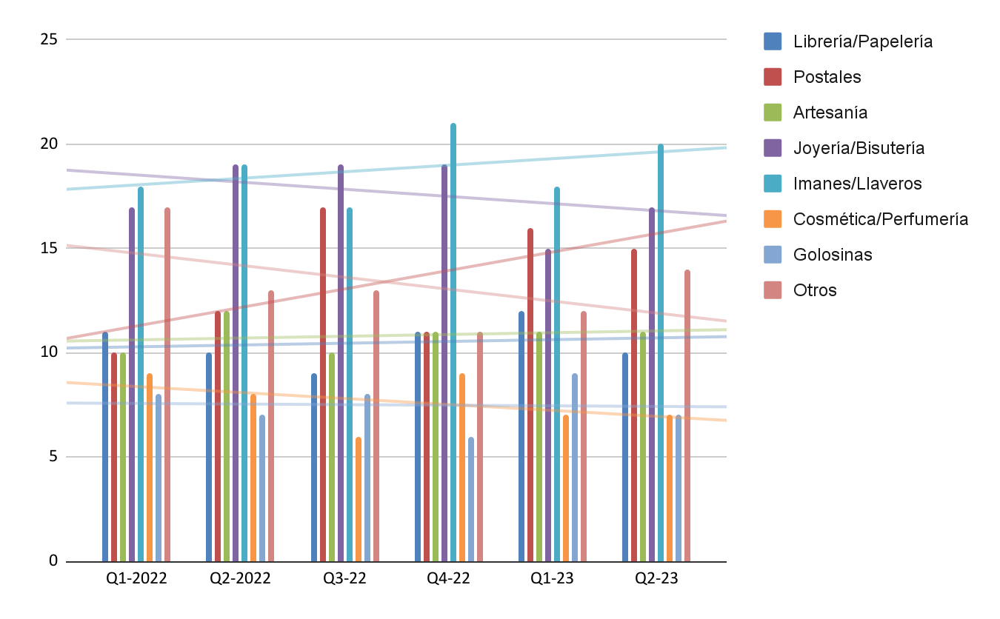 25
20
15
10
5
0
Q1-2022
Q2-2022
Q3-22
Q4-22
Q1-23
Q2-23
Librería/Papelería
Postales
Artesanía
Joyería/Bisutería
Imanes/Llaveros
Cosmética/Perfumería
Golosinas
Otros